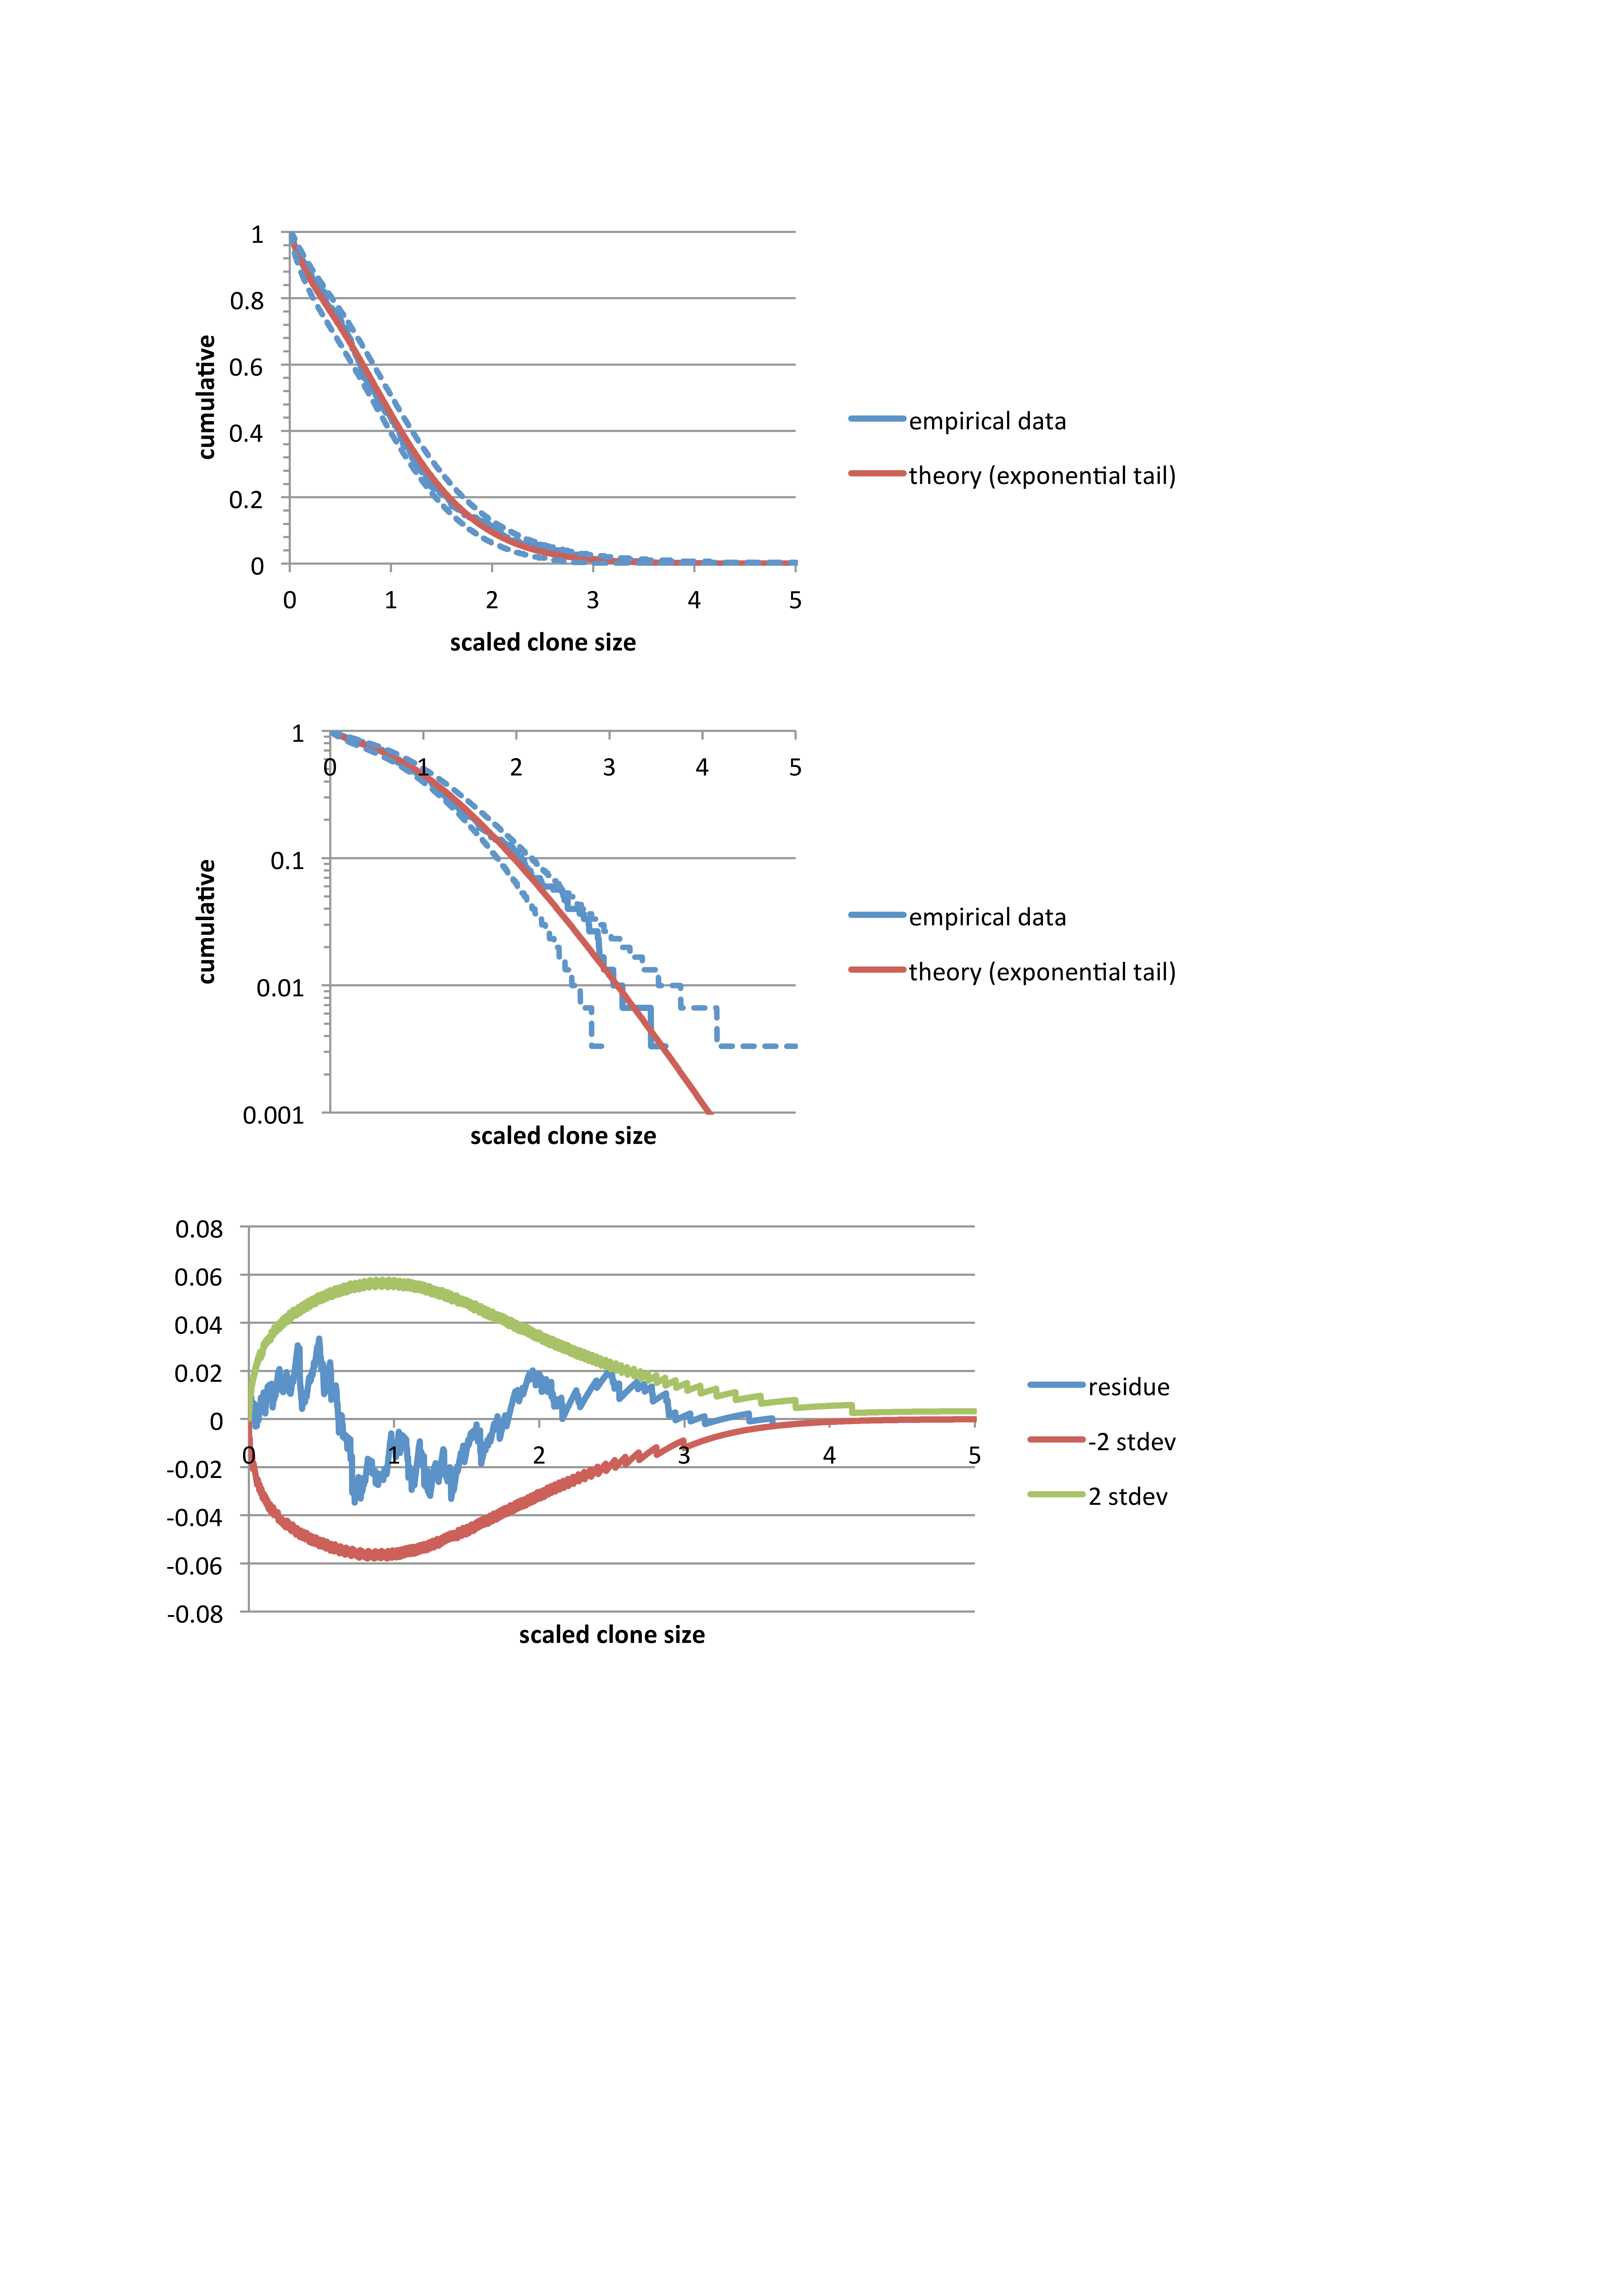 1
0.8
0.6
0.4
0.2
0
cumulative
0 1 2 3 4 5
scaled clone size
empirical data
theory (exponential tail)
1
0.1
0.01
0.001
cumulative
0 1 2 3 4 5
scaled clone size
empirical data
theory (exponential tail)
0.08
0.06
0.04
0.02
0
-0.02
-0.04
-0.06
-0.08
0 1 2 3 4 5
scaled clone size
residue
-2 stdev
2 stdev